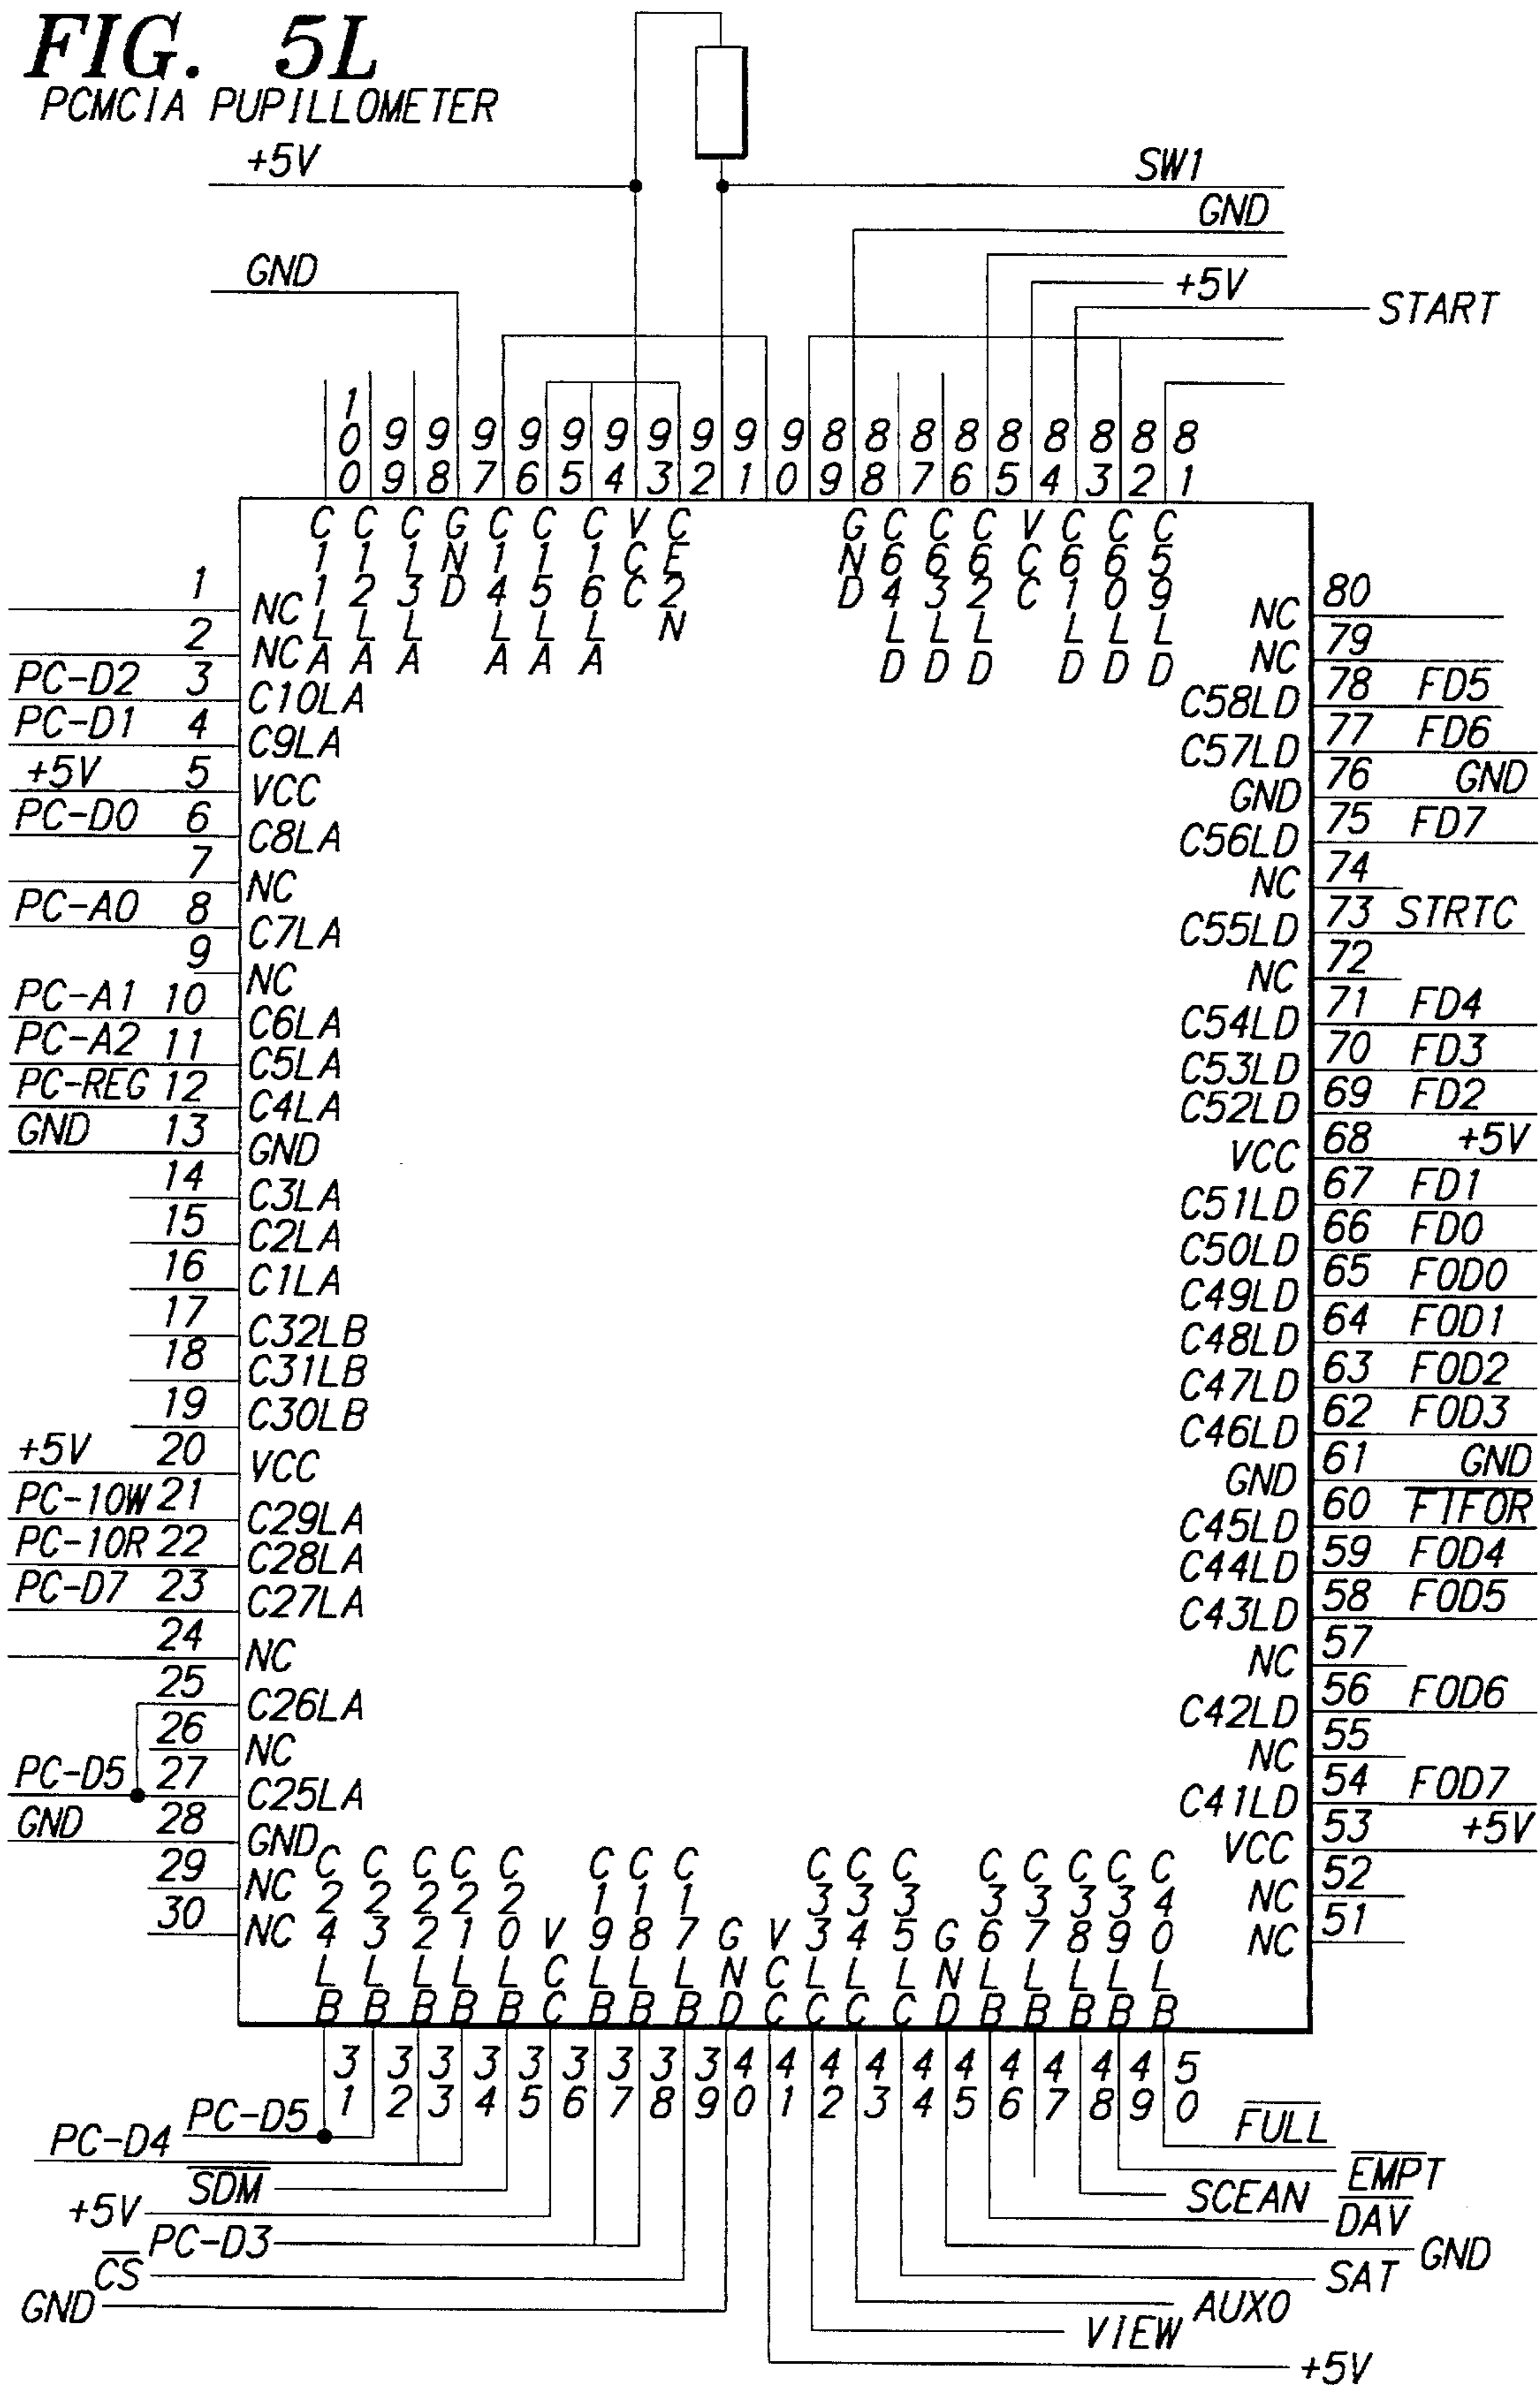 FIG. 5L
PCMCIA PUPILLOMETER
+5V
SW1
GND
GND
+5V
START
100 99 98 97 96 95 94 93 92 91 90 89 88 87 86 85 84 83 82 81
C11LA C12LA C13LA GND C14LA C15LA C16LA VCC CE2N GND C64LD C63LD C62LD VCC C61LD C60LD C59LD
1 NC
2 NC
PC-D2 3 C10LA
PC-D1 4 C9LA
+5V 5 VCC
PC-D0 6 C8LA
7 NC
PC-A0 8 C7LA
9 NC
PC-A1 10 C6LA
PC-A2 11 C5LA
PC-REG 12 C4LA
GND 13 GND
14 C3LA
15 C2LA
16 C1LA
17 C32LB
18 C31LB
19 C30LB
+5V 20 VCC
PC-10W 21 C29LA
PC-10R 22 C28LA
PC-D7 23 C27LA
24 NC
25 C26LA
26 NC
PC-D5 27 C25LA
GND 28 GND
29 NC
30 NC
NC 80
NC 79
C58LD 78 FD5
C57LD 77 FD6
GND 76 GND
C56LD 75 FD7
NC 74
C55LD 73 STRTC
NC 72
C54LD 71 FD4
C53LD 70 FD3
C52LD 69 FD2
VCC 68 +5V
C51LD 67 FD1
C50LD 66 FD0
C49LD 65 FOD0
C48LD 64 FOD1
C47LD 63 FOD2
C46LD 62 FOD3
GND 61 GND
C45LD 60 FIFOR
C44LD 59 FOD4
C43LD 58 FOD5
NC 57
C42LD 56 FOD6
NC 55
C41LD 54 FOD7
VCC 53 +5V
NC 52
NC 51
C24LB C23LB C22LB C21LB C20LB VCC C19LB C18LB C17LB GND VCC C33LC C34LC C35LC GND C36LB C37LB C38LB C39LB C40LB
31 32 33 34 35 36 37 38 39 40 41 42 43 44 45 46 47 48 49 50
PC-D5
FULL
PC-D4
EMPT
SDM
SCEAN
+5V
DAV
PC-D3
GND
CS
SAT
GND
AUXO
VIEW
+5V